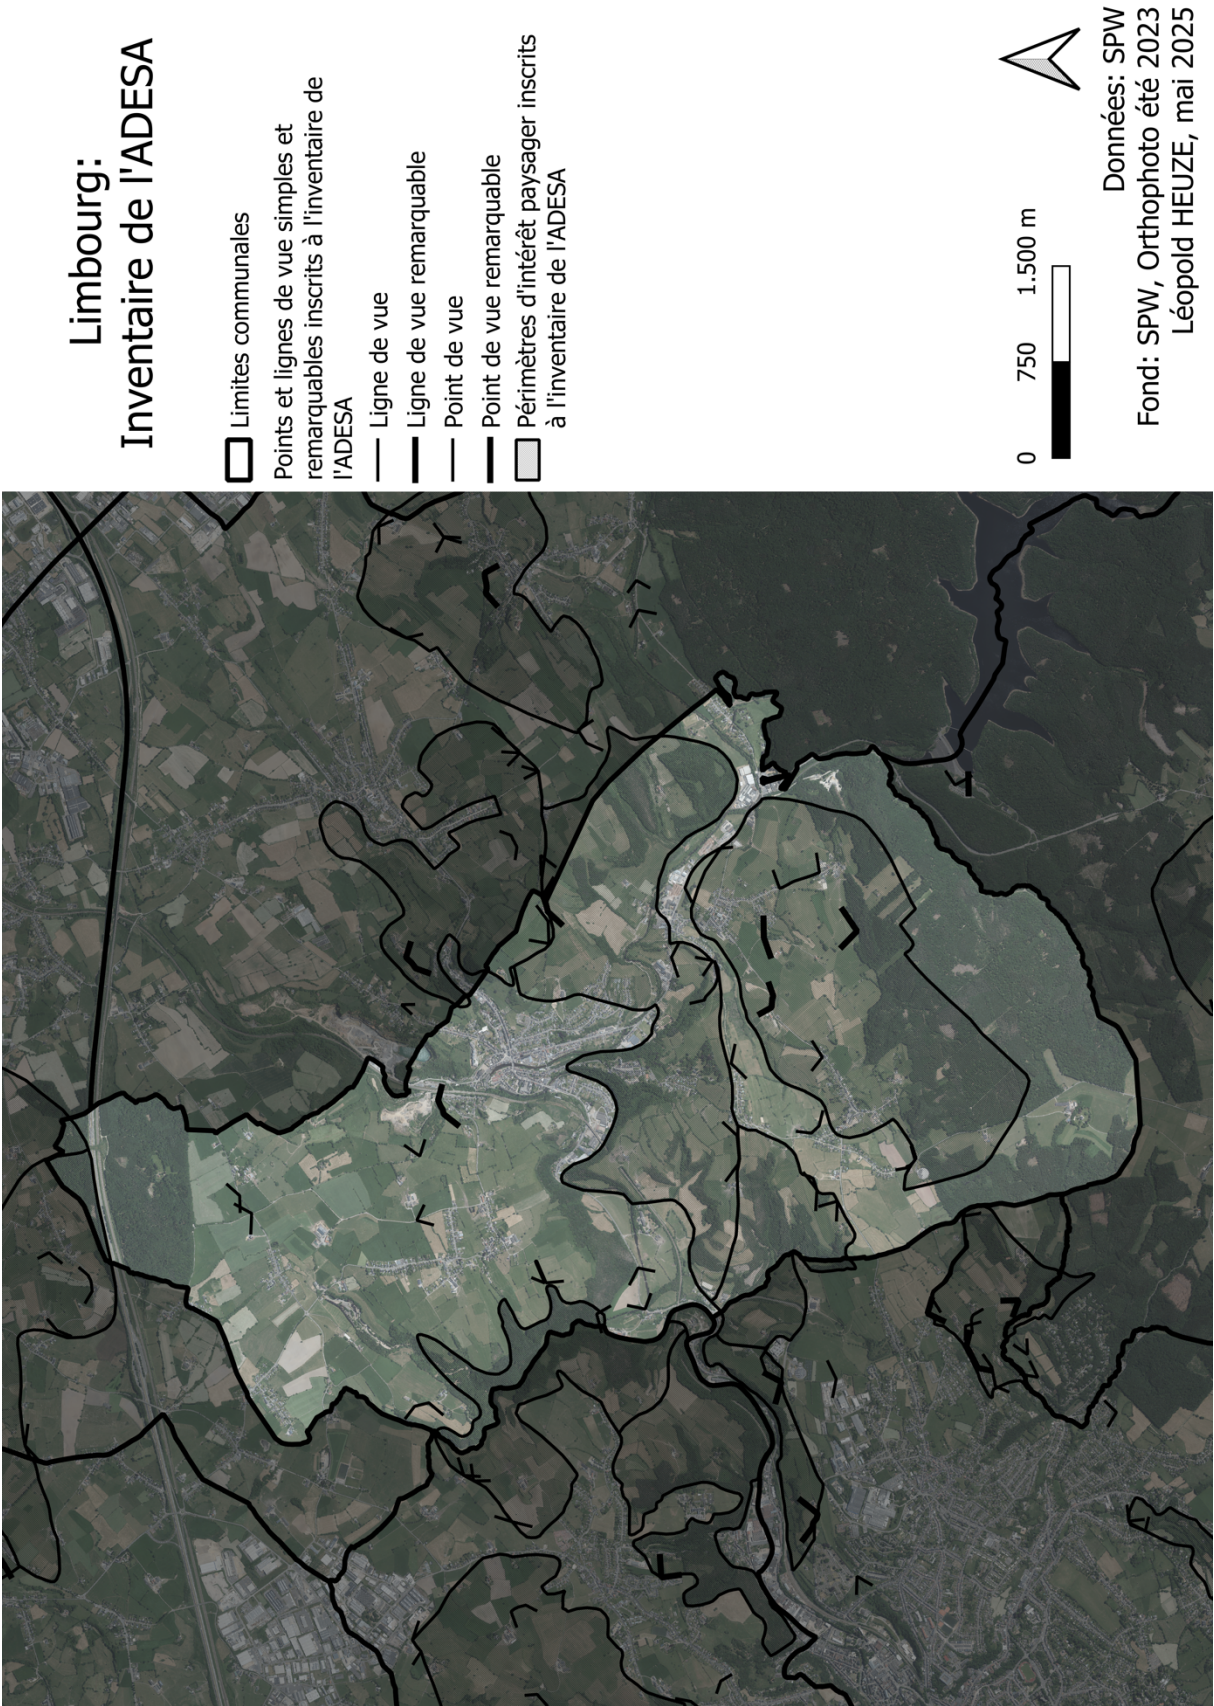 Limbourg:
Inventaire de l'ADESA
Limites communales
Points et lignes de vue simples et
remarquables inscrits à l'inventaire de
l'ADESA
Ligne de vue
Ligne de vue remarquable
Point de vue
Point de vue remarquable
Périmètres d'intérêt paysager inscrits
à l'inventaire de l'ADESA
0 750 1.500 m
Données: SPW
Fond: SPW, Orthophoto été 2023
Léopold HEUZE, mai 2025